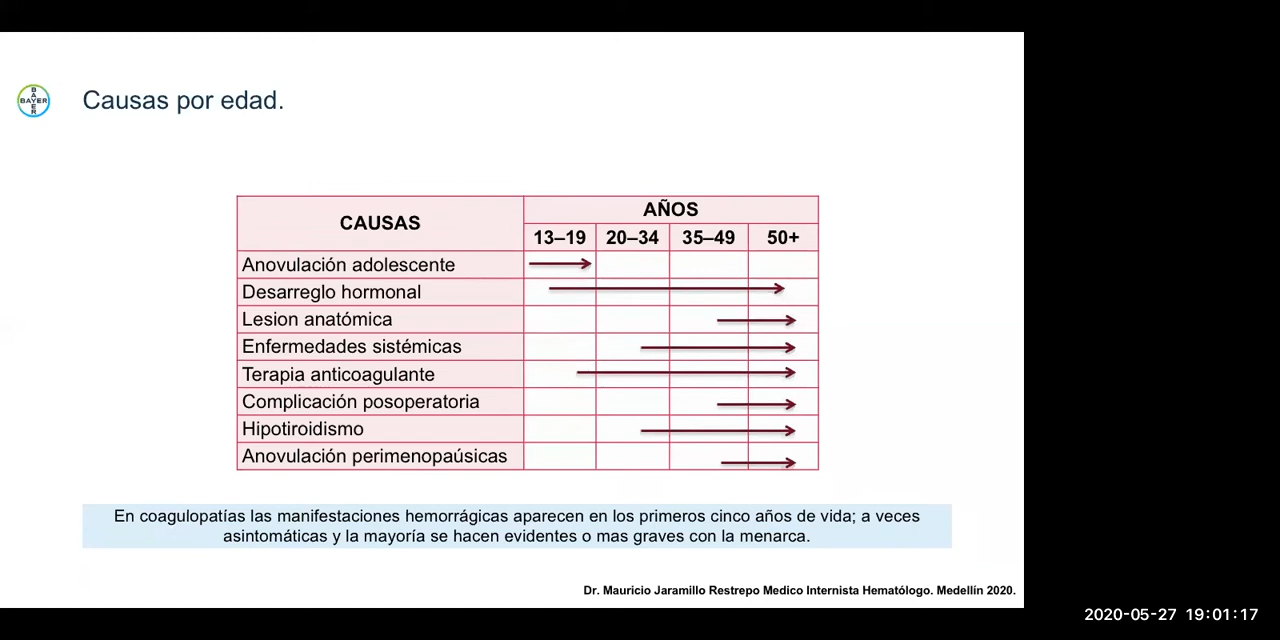 BAYER
BAYER
Causas por edad.
CAUSAS
AÑOS
13–19 20–34 35–49 50+
Anovulación adolescente
Desarreglo hormonal
Lesion anatómica
Enfermedades sistémicas
Terapia anticoagulante
Complicación posoperatoria
Hipotiroidismo
Anovulación perimenopaúsicas
En coagulopatías las manifestaciones hemorrágicas aparecen en los primeros cinco años de vida; a veces
asintomáticas y la mayoría se hacen evidentes o mas graves con la menarca.
Dr. Mauricio Jaramillo Restrepo Medico Internista Hematólogo. Medellín 2020.
2020-05-27 19:01:17